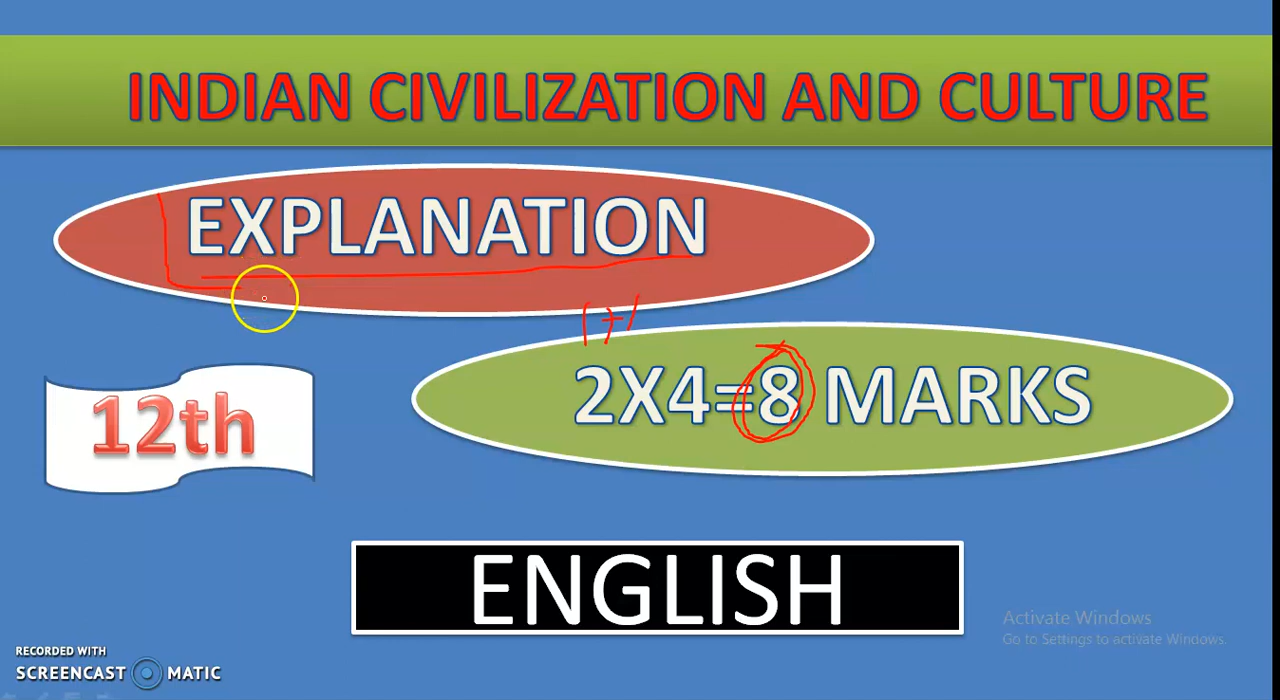 INDIAN CIVILIZATION AND CULTURE
EXPLANATION
2X4=8 MARKS
12th
ENGLISH
Activate Windows
Go to Settings to activate Windows.
RECORDED WITH
SCREENCAST MATIC